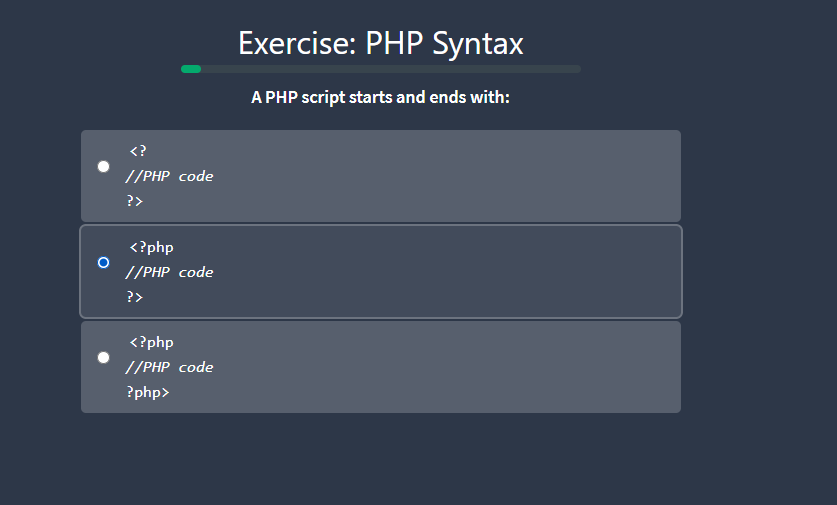 Exercise: PHP Syntax
A PHP script starts and ends with:
<?
//PHP code
?>
<?php
//PHP code
?>
<?php
//PHP code
?php>